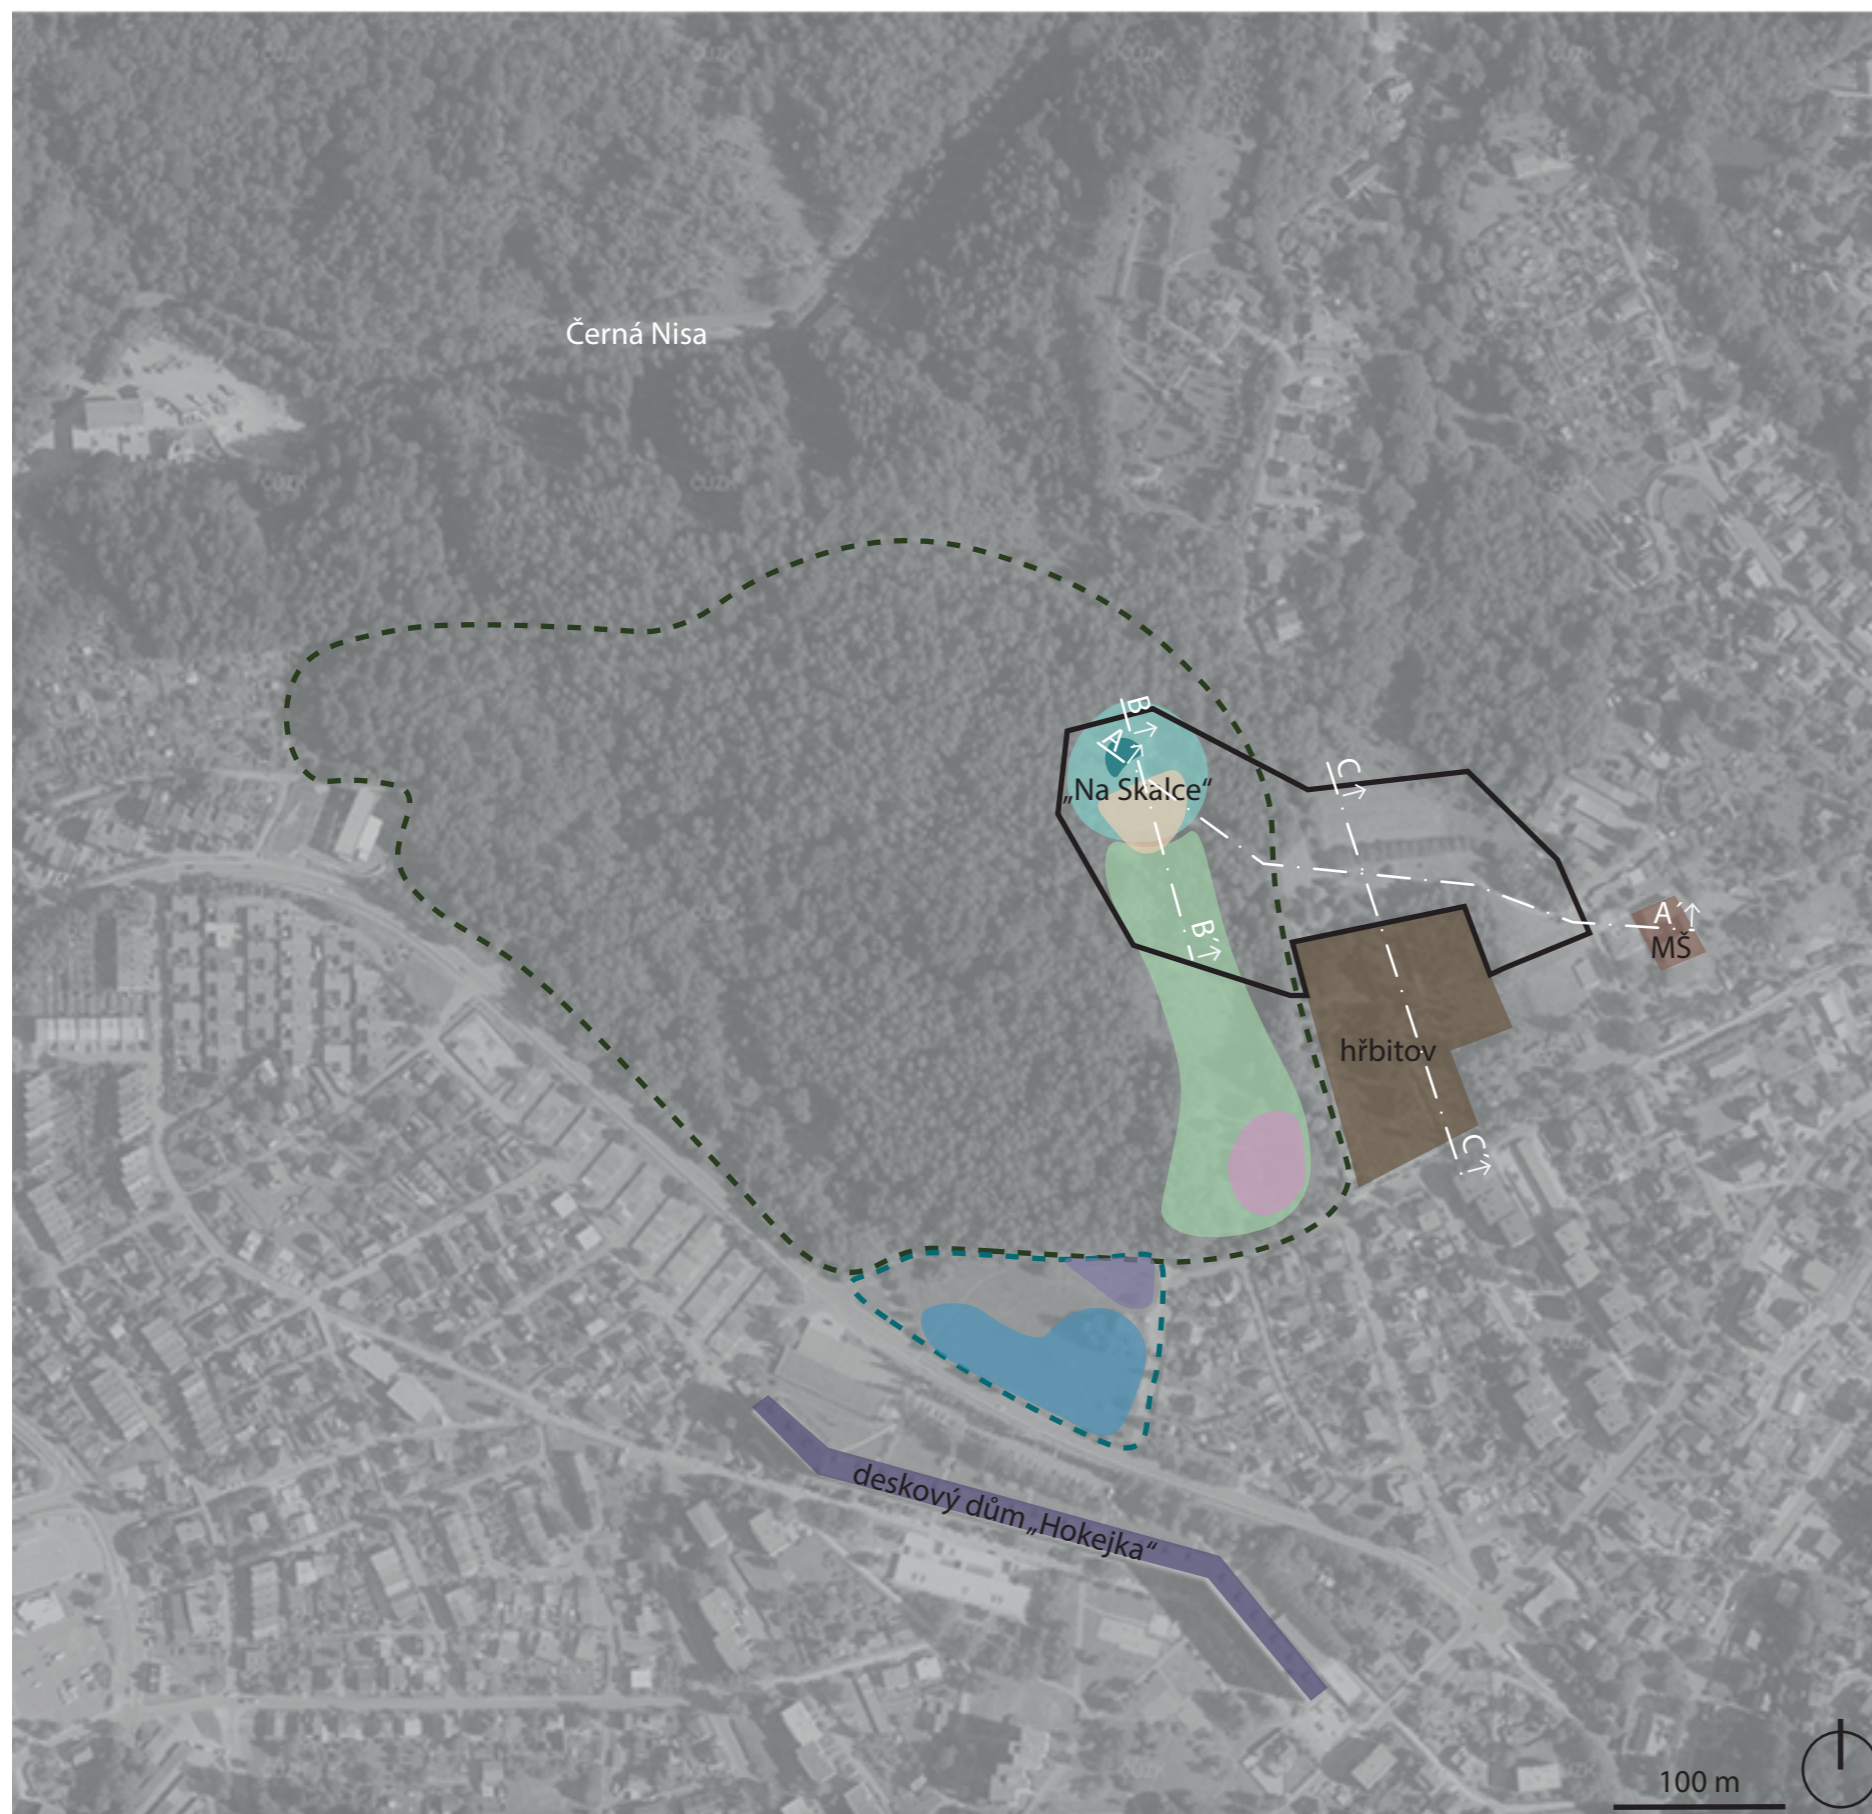 Černá Nisa
B
A
„Na Skalce“
C
A´
MŠ
B´
hřbitov
C´
deskový dům „Hokejka“
100 m